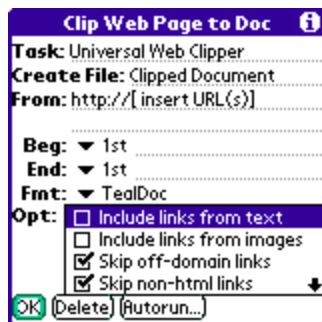 Clip Web Page to Doc i
Task: Universal Web Clipper
Create File: Clipped Document
From: http://[ insert URL(s)]
Beg: 1st
End: 1st
Fmt: TealDoc
Opt: Include links from text
Include links from images
Skip off-domain links
Skip non-html links
OK Delete Autorun...